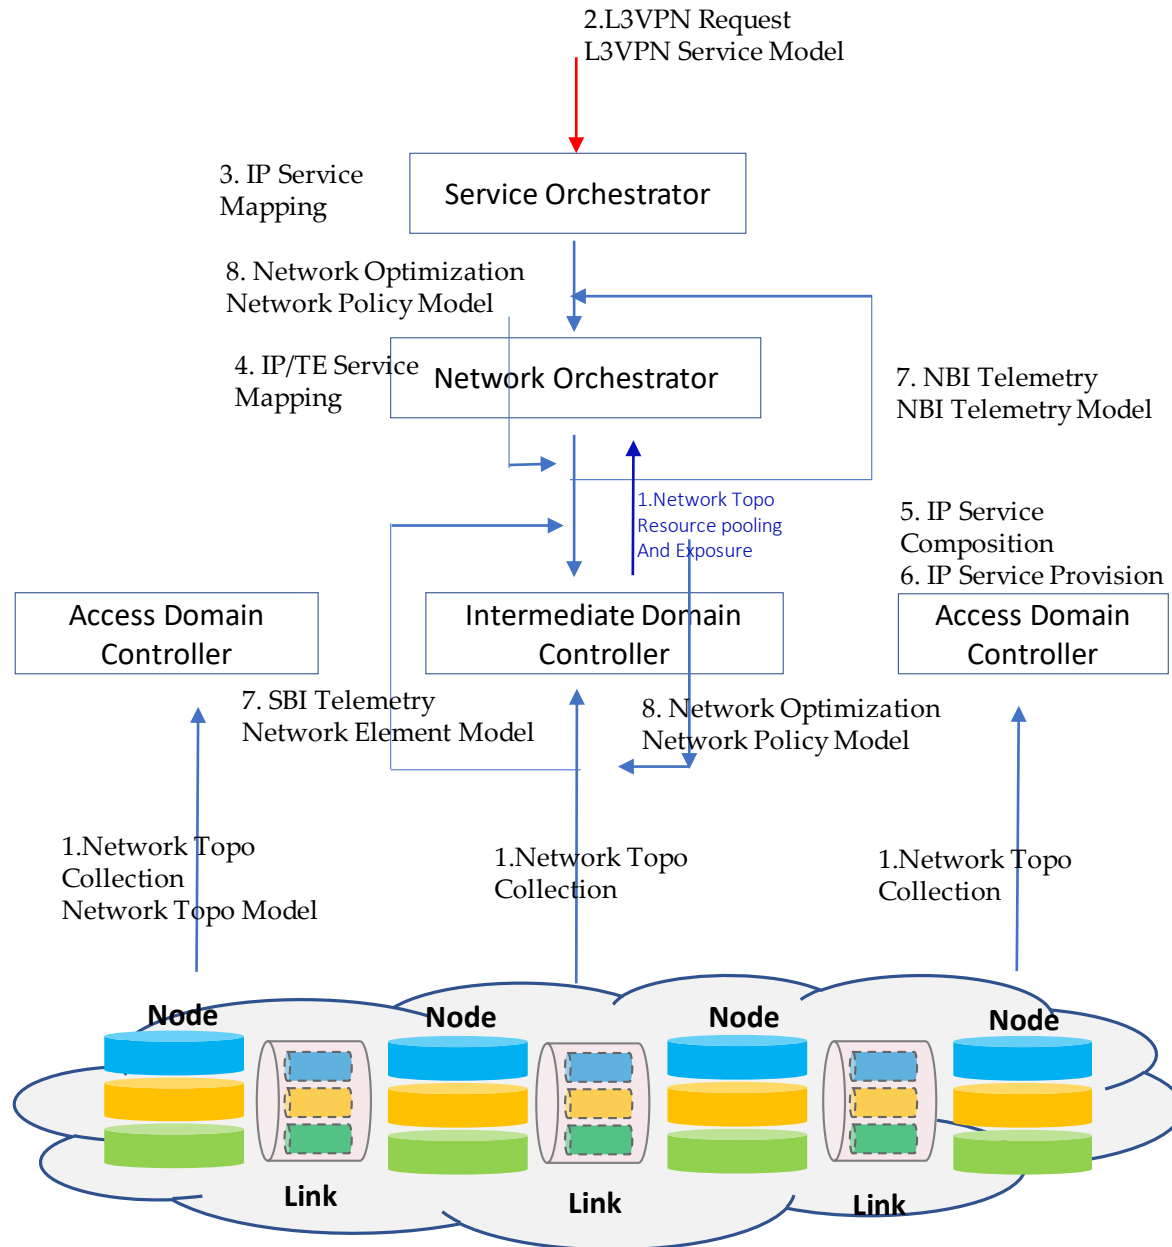 2.L3VPN Request
L3VPN Service Model
3. IP Service
Mapping
Service Orchestrator
8. Network Optimization
Network Policy Model
4. IP/TE Service
Mapping
Network Orchestrator
7. NBI Telemetry
NBI Telemetry Model
1.Network Topo
Resource pooling
And Exposure
5. IP Service
Composition
6. IP Service Provision
Access Domain
Controller
Intermediate Domain
Controller
Access Domain
Controller
7. SBI Telemetry
Network Element Model
8. Network Optimization
Network Policy Model
1.Network Topo
Collection
Network Topo Model
1.Network Topo
Collection
1.Network Topo
Collection
Node
Node
Node
Node
Link
Link
Link